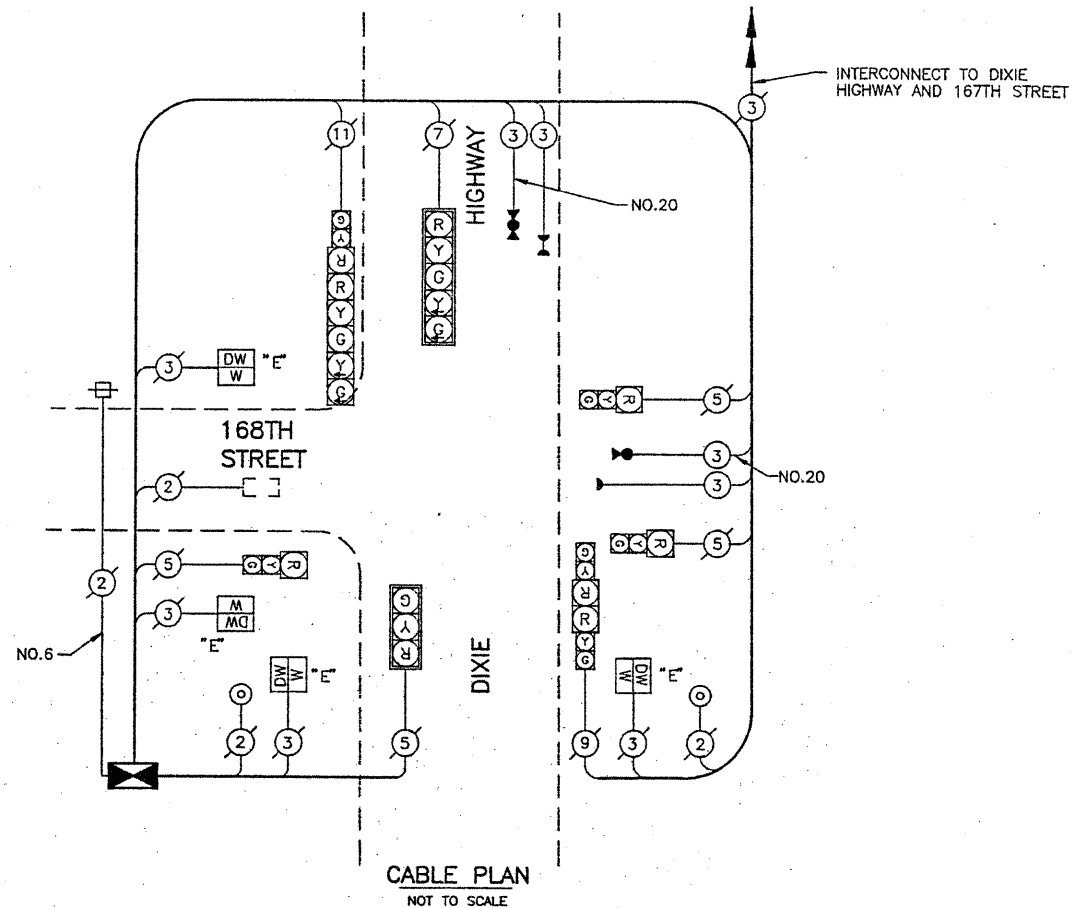 INTERCONNECT TO DIXIE
HIGHWAY AND 167TH STREET
3
11
7
3
3
HIGHWAY
NO.20
G
Y
R
R
Y
G
Y
G
R
Y
G
Y
G
3
DW
W
"E"
G Y R
5
168TH
STREET
3
NO.20
2
3
5
G Y R
G Y R
5
2
3
W
DW
"E"
NO.6
G
Y
R
G
Y
R
R
Y
G
DIXIE
DW W
"E"
DW
W
"E"
2
3
5
9
3
2
CABLE PLAN
NOT TO SCALE